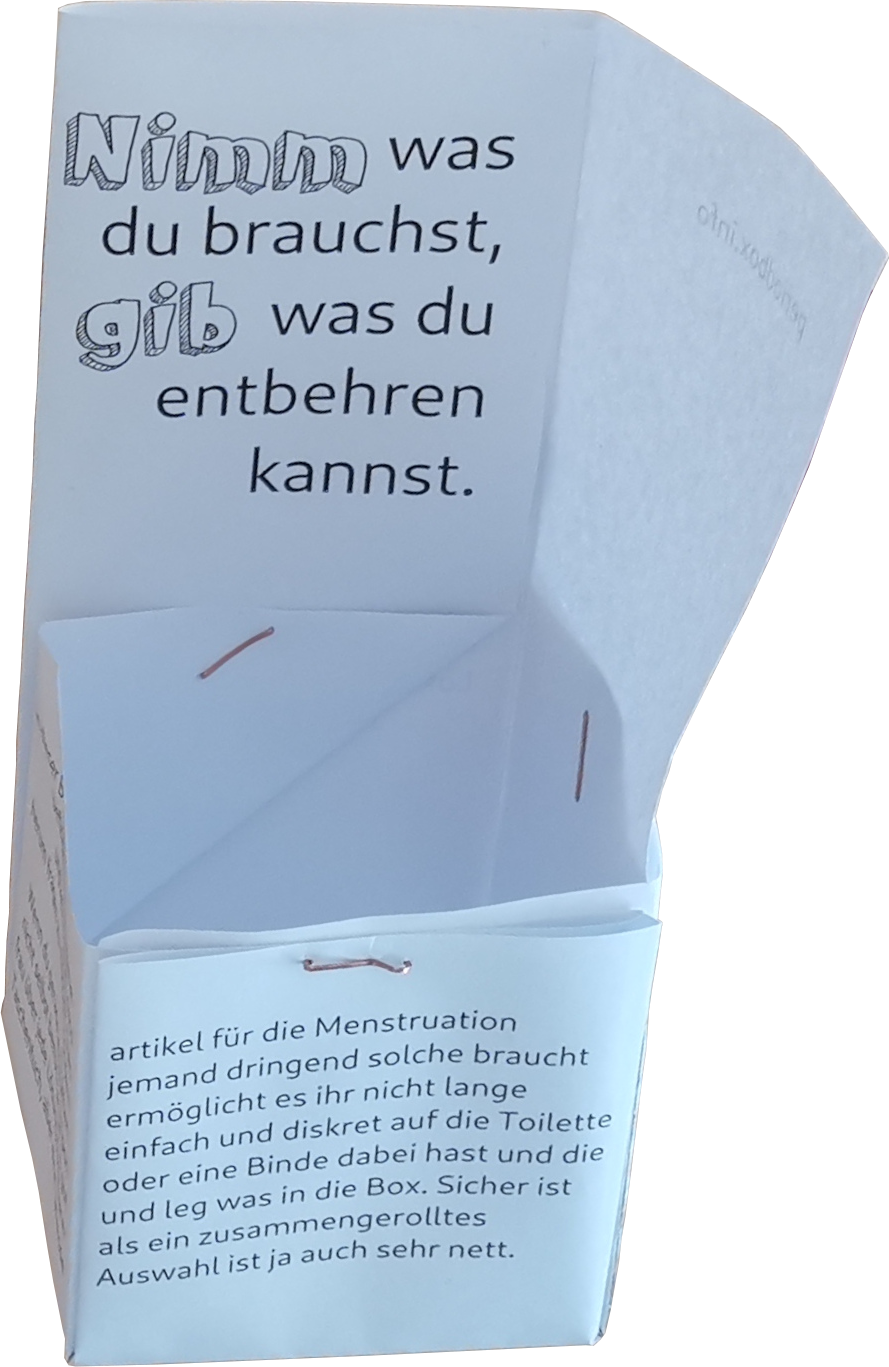 Nimm was
du brauchst,
gib was du
entbehren
kannst.
periodbox.info
artikel für die Menstruation
jemand dringend solche braucht
ermöglicht es ihr nicht lange
einfach und diskret auf die Toilette
oder eine Binde dabei hast und die
und leg was in die Box. Sicher ist
als ein zusammengerolltes
Auswahl ist ja auch sehr nett.